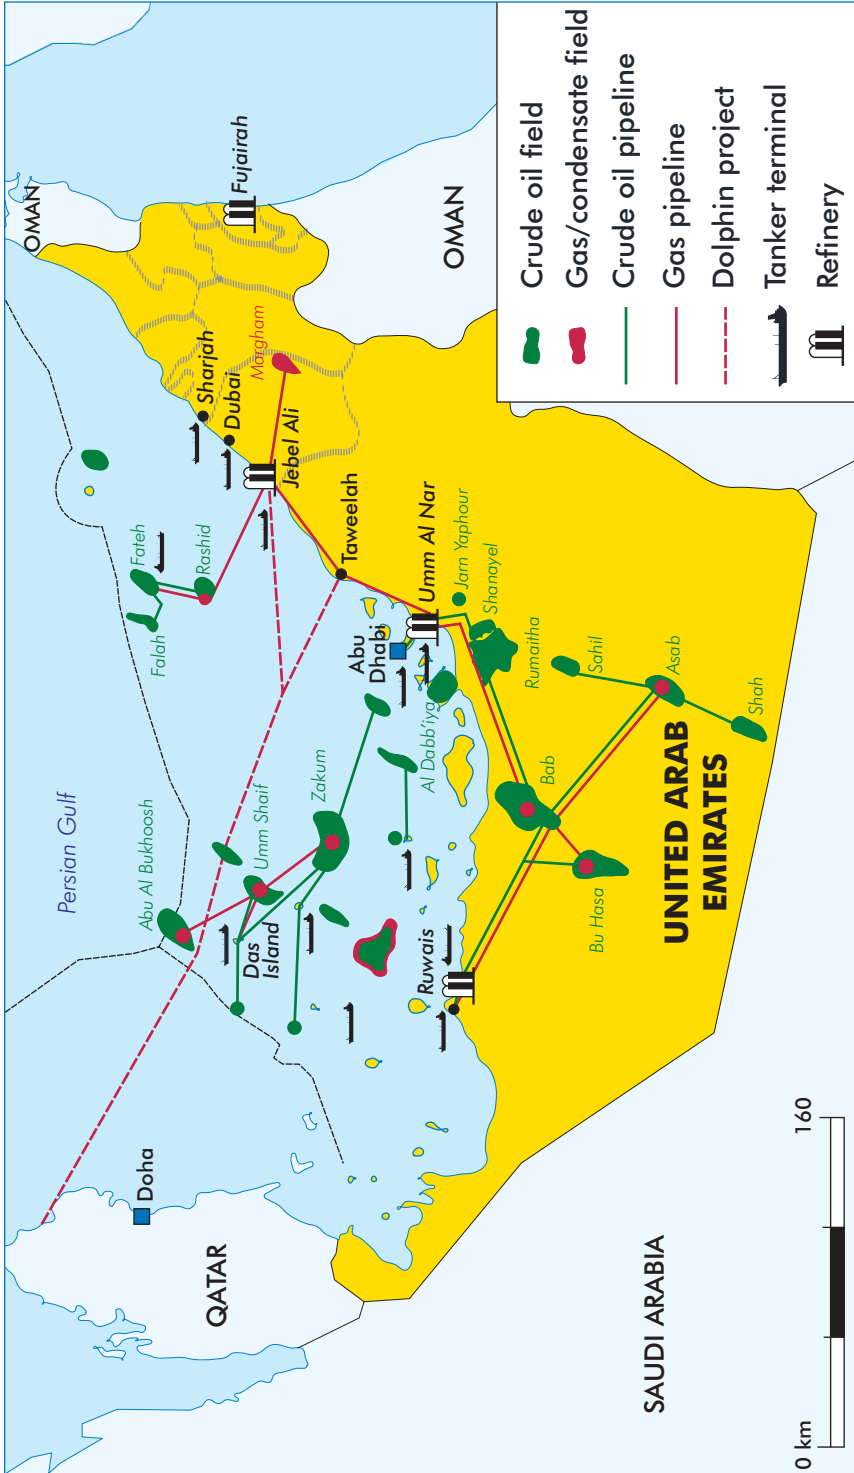 Persian Gulf
OMAN
Fujairah
Sharjah
Dubai
Margham
Jebel Ali
Fateh
Rashid
Falah
Taweelah
Umm Al Nar
Jarn Yaphour
Shanayel
Abu
Dhabi
Rumaitha
Sahil
Asab
Shah
Al Dabb'iya
Zakum
Umm Shaif
Abu Al Bukhoosh
Das
Island
Bab
Bu Hasa
Ruwais
UNITED ARAB
EMIRATES
Doha
QATAR
SAUDI ARABIA
OMAN
Crude oil field
Gas/condensate field
Crude oil pipeline
Gas pipeline
Dolphin project
Tanker terminal
Refinery
0 km
160